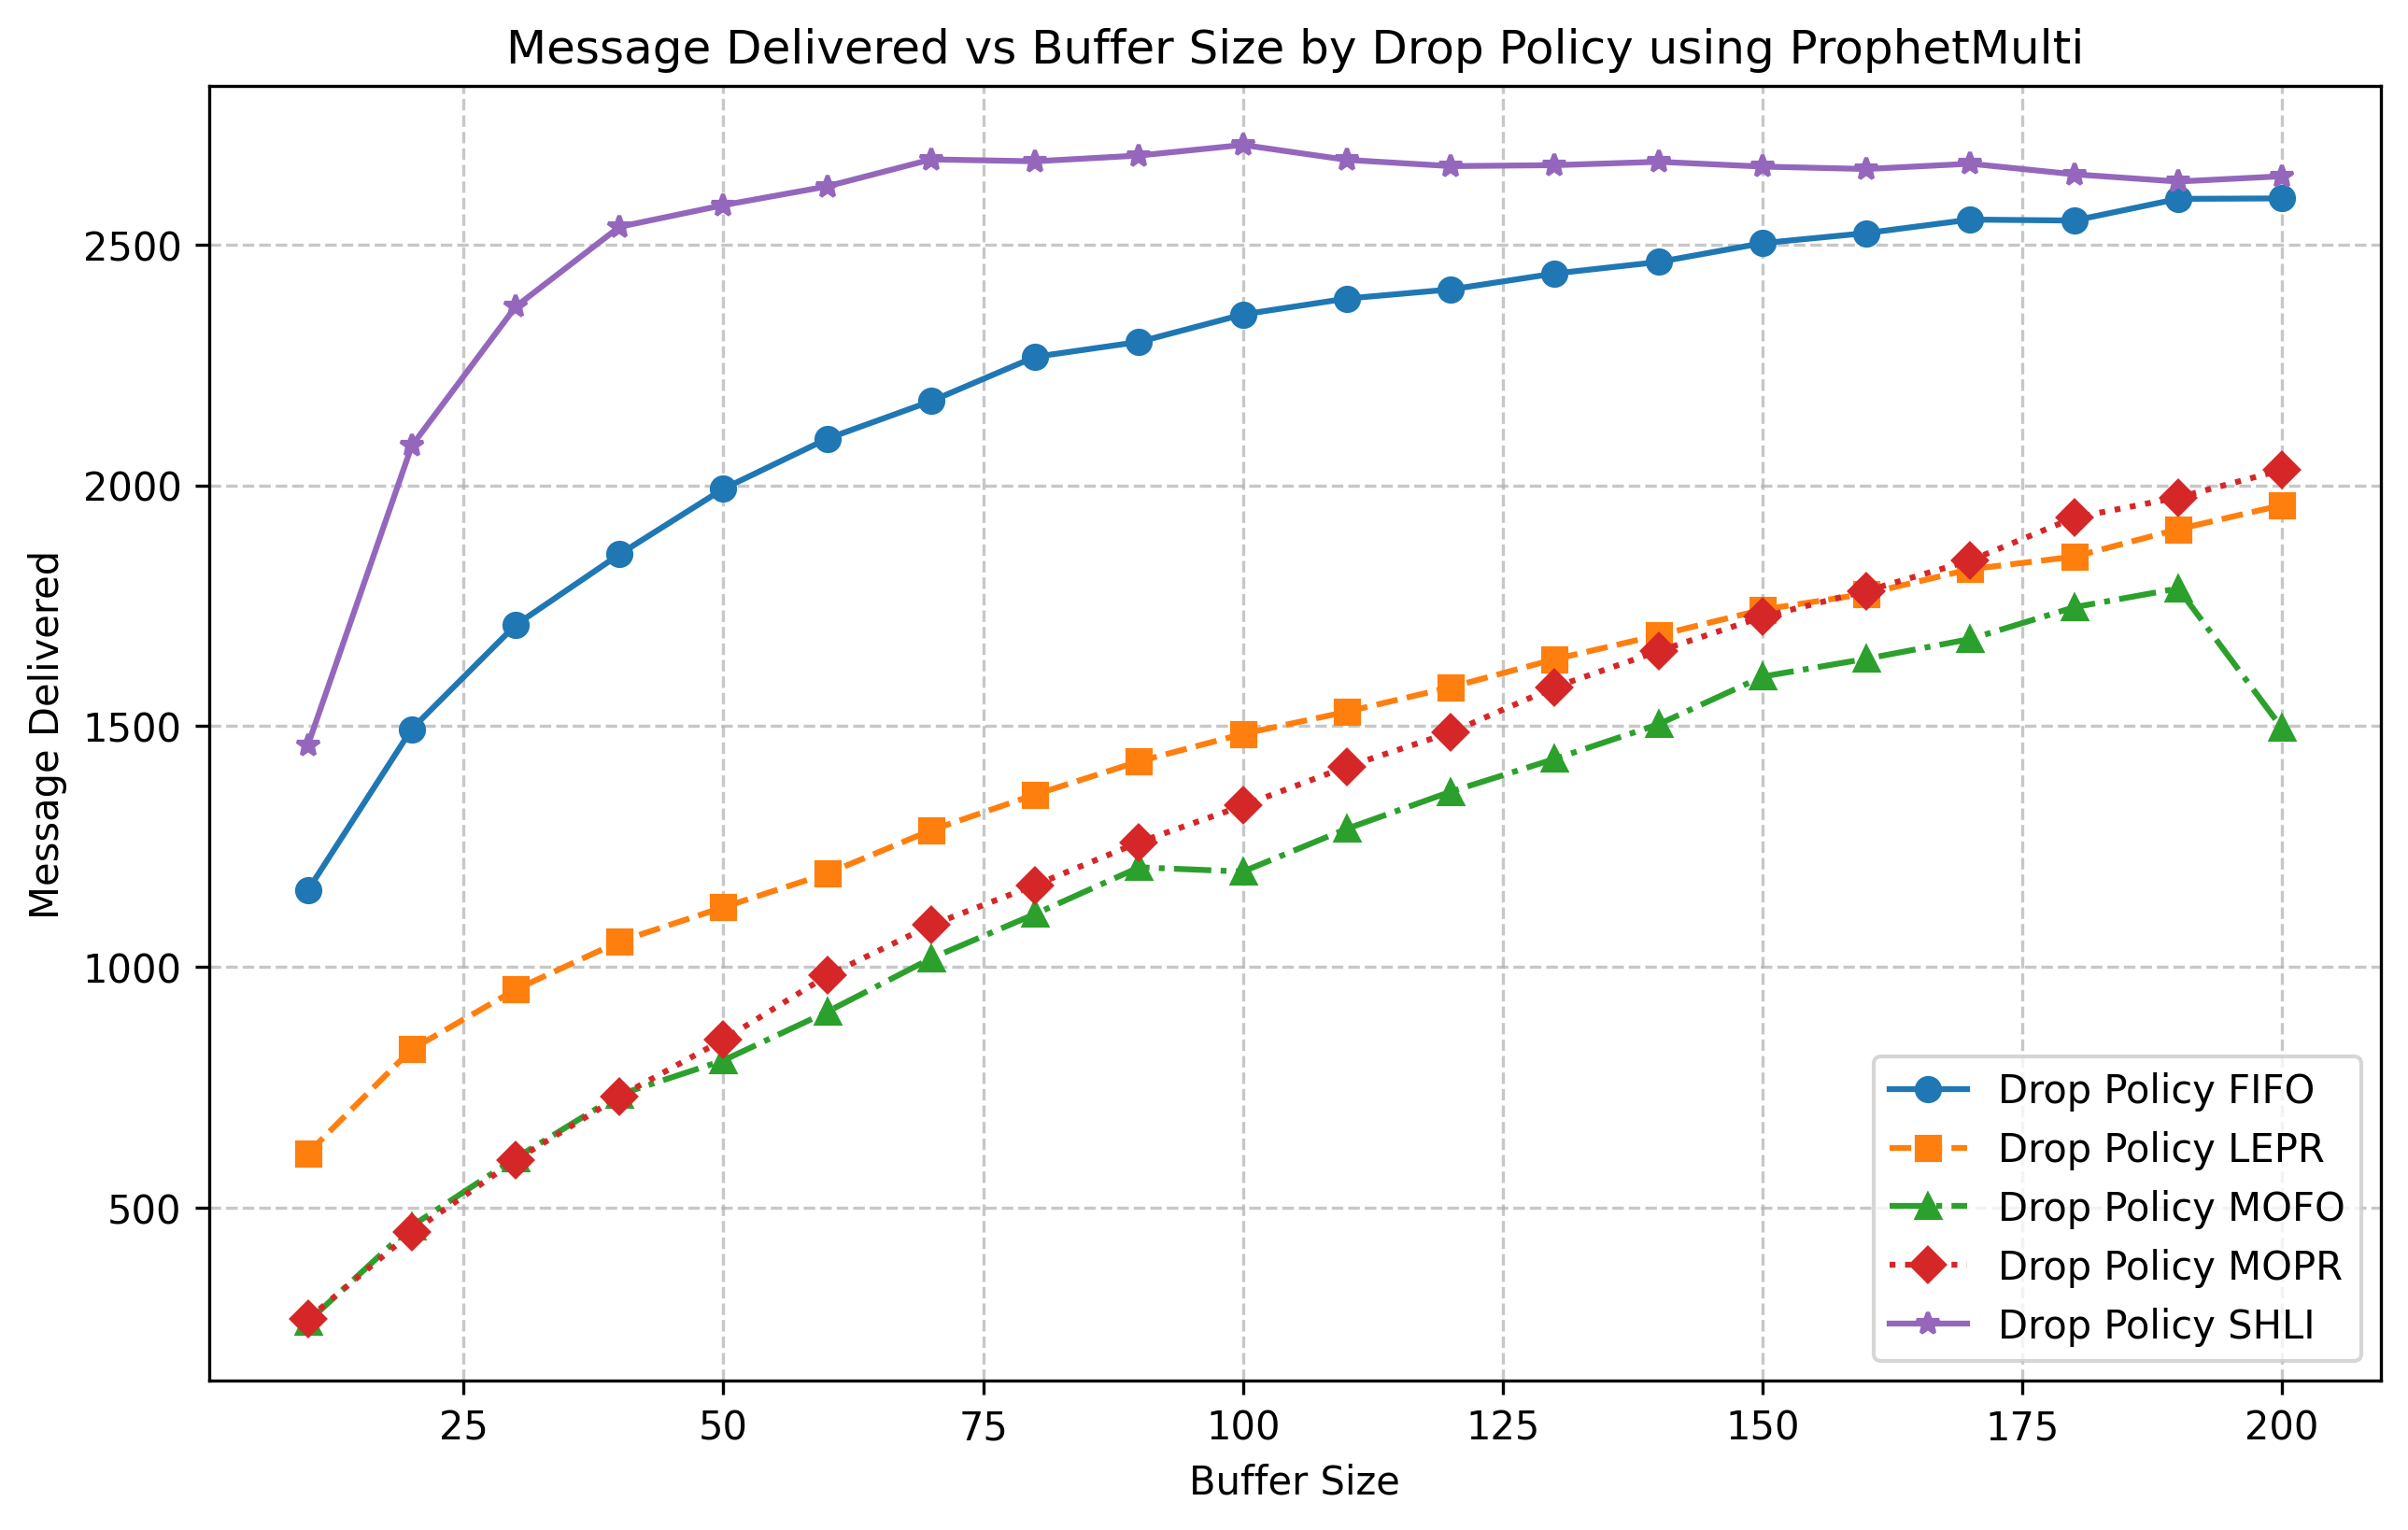 Message Delivered vs Buffer Size by Drop Policy using ProphetMulti
Message Delivered
2500
2000
1500
1000
500
25 50 75 100 125 150 175 200
Buffer Size
Drop Policy FIFO
Drop Policy LEPR
Drop Policy MOFO
Drop Policy MOPR
Drop Policy SHLI